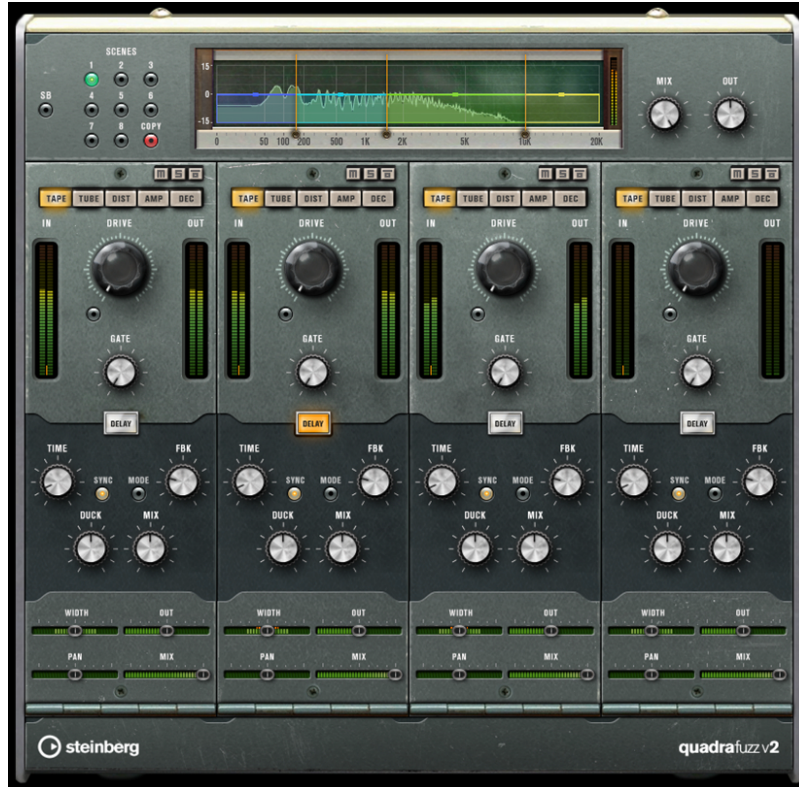 SCENES
1 2 3
SB
4 5 6
7 8 COPY
15
0
-15
0 50 100 200 500 1K 2K 5K 10K 20K
MIX OUT
M S
M S
M S
M S
TAPE TUBE DIST AMP DEC
TAPE TUBE DIST AMP DEC
TAPE TUBE DIST AMP DEC
TAPE TUBE DIST AMP DEC
IN DRIVE OUT
IN DRIVE OUT
IN DRIVE OUT
IN DRIVE OUT
GATE
GATE
GATE
GATE
DELAY
DELAY
DELAY
DELAY
TIME FBK
TIME FBK
TIME FBK
TIME FBK
SYNC MODE
SYNC MODE
SYNC MODE
SYNC MODE
DUCK MIX
DUCK MIX
DUCK MIX
DUCK MIX
WIDTH OUT
WIDTH OUT
WIDTH OUT
WIDTH OUT
PAN MIX
PAN MIX
PAN MIX
PAN MIX
steinberg
quadrafuzz v2